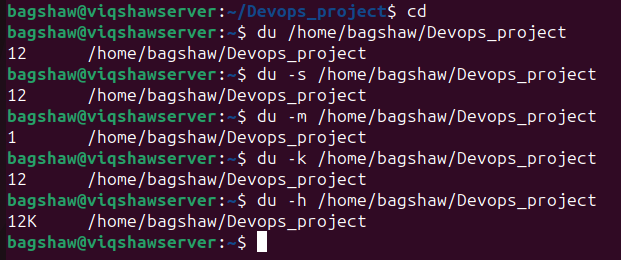 bagshaw@viqshawserver:~/Devops_project$ cd
bagshaw@viqshawserver:~$ du /home/bagshaw/Devops_project
12      /home/bagshaw/Devops_project
bagshaw@viqshawserver:~$ du -s /home/bagshaw/Devops_project
12      /home/bagshaw/Devops_project
bagshaw@viqshawserver:~$ du -m /home/bagshaw/Devops_project
1       /home/bagshaw/Devops_project
bagshaw@viqshawserver:~$ du -k /home/bagshaw/Devops_project
12      /home/bagshaw/Devops_project
bagshaw@viqshawserver:~$ du -h /home/bagshaw/Devops_project
12K     /home/bagshaw/Devops_project
bagshaw@viqshawserver:~$